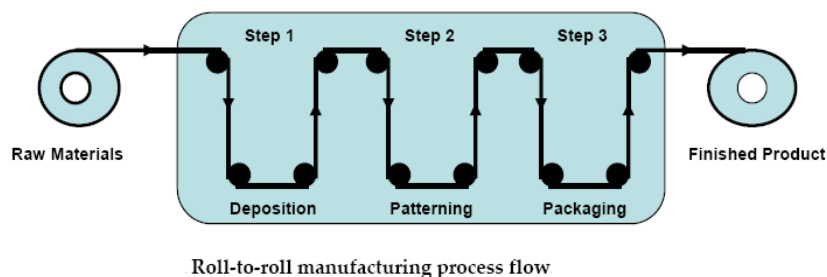 Step 1 Step 2 Step 3
Raw Materials Finished Product
Deposition Patterning Packaging
Roll-to-roll manufacturing process flow